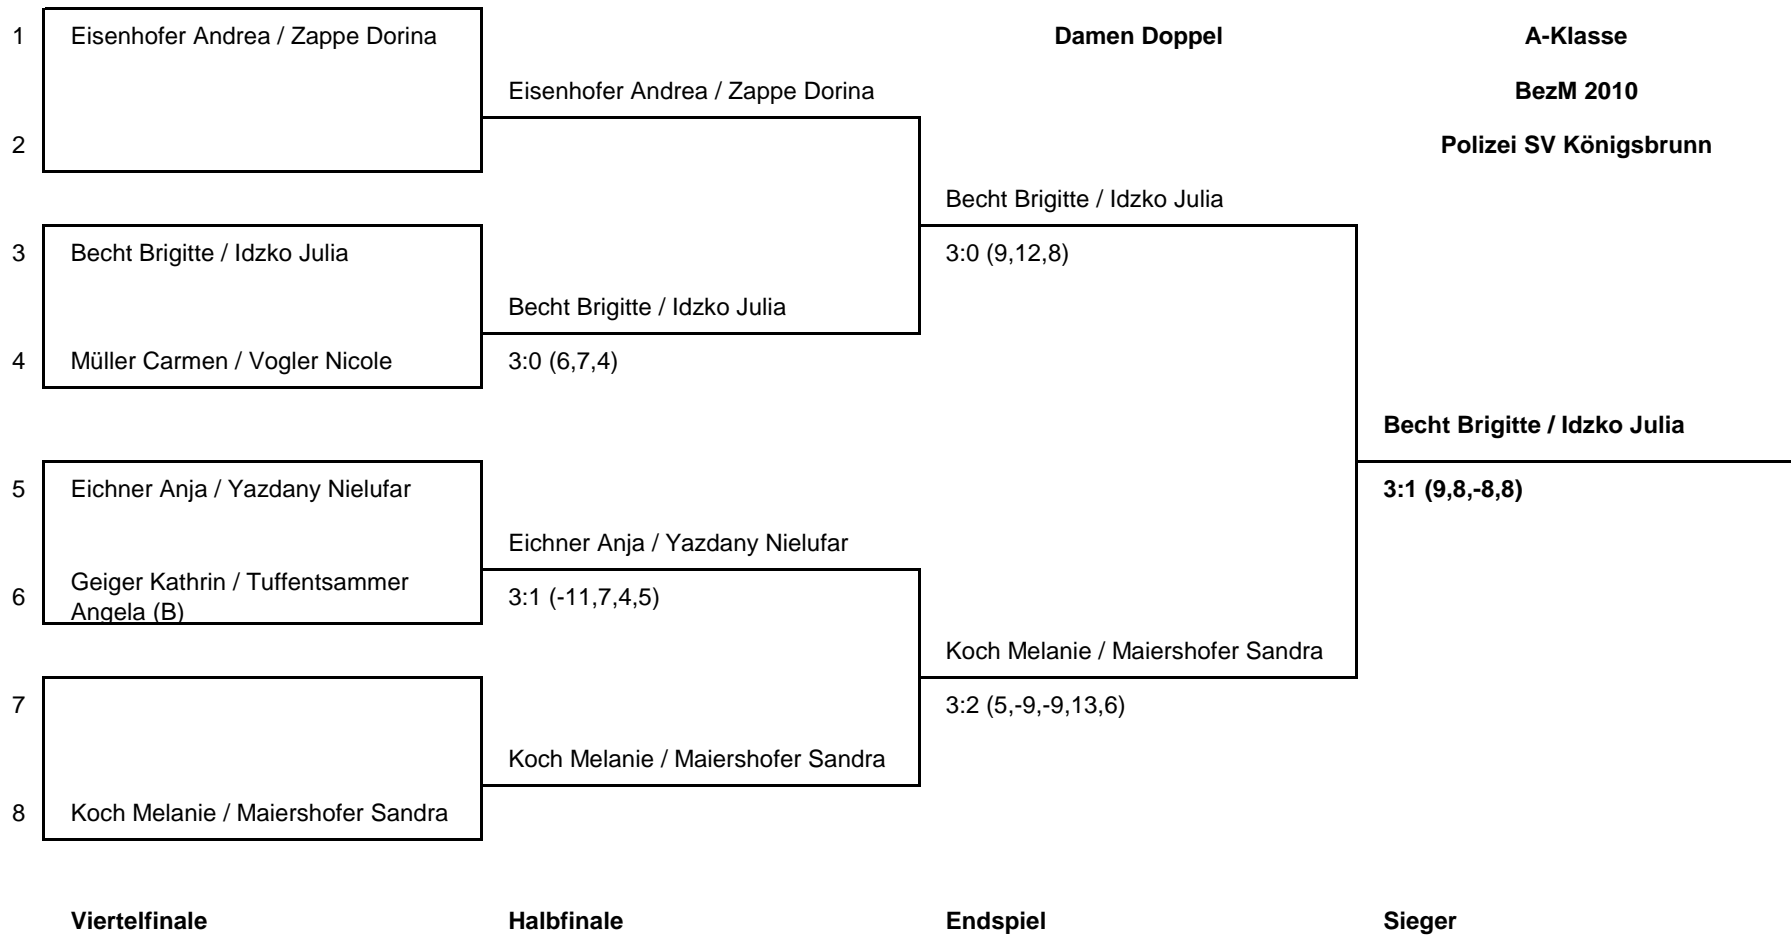 1 Eisenhofer Andrea / Zappe Dorina Damen Doppel A-Klasse
Eisenhofer Andrea / Zappe Dorina BezM 2010
2 Polizei SV Königsbrunn
Becht Brigitte / Idzko Julia
3 Becht Brigitte / Idzko Julia 3:0 (9,12,8)
Becht Brigitte / Idzko Julia
4 Müller Carmen / Vogler Nicole 3:0 (6,7,4)
Becht Brigitte / Idzko Julia
5 Eichner Anja / Yazdany Nielufar 3:1 (9,8,-8,8)
Eichner Anja / Yazdany Nielufar
6 Geiger Kathrin / Tuffentsammer
Angela (B) 3:1 (-11,7,4,5)
Koch Melanie / Maiershofer Sandra
7 3:2 (5,-9,-9,13,6)
Koch Melanie / Maiershofer Sandra
8 Koch Melanie / Maiershofer Sandra
Viertelfinale Halbfinale Endspiel Sieger